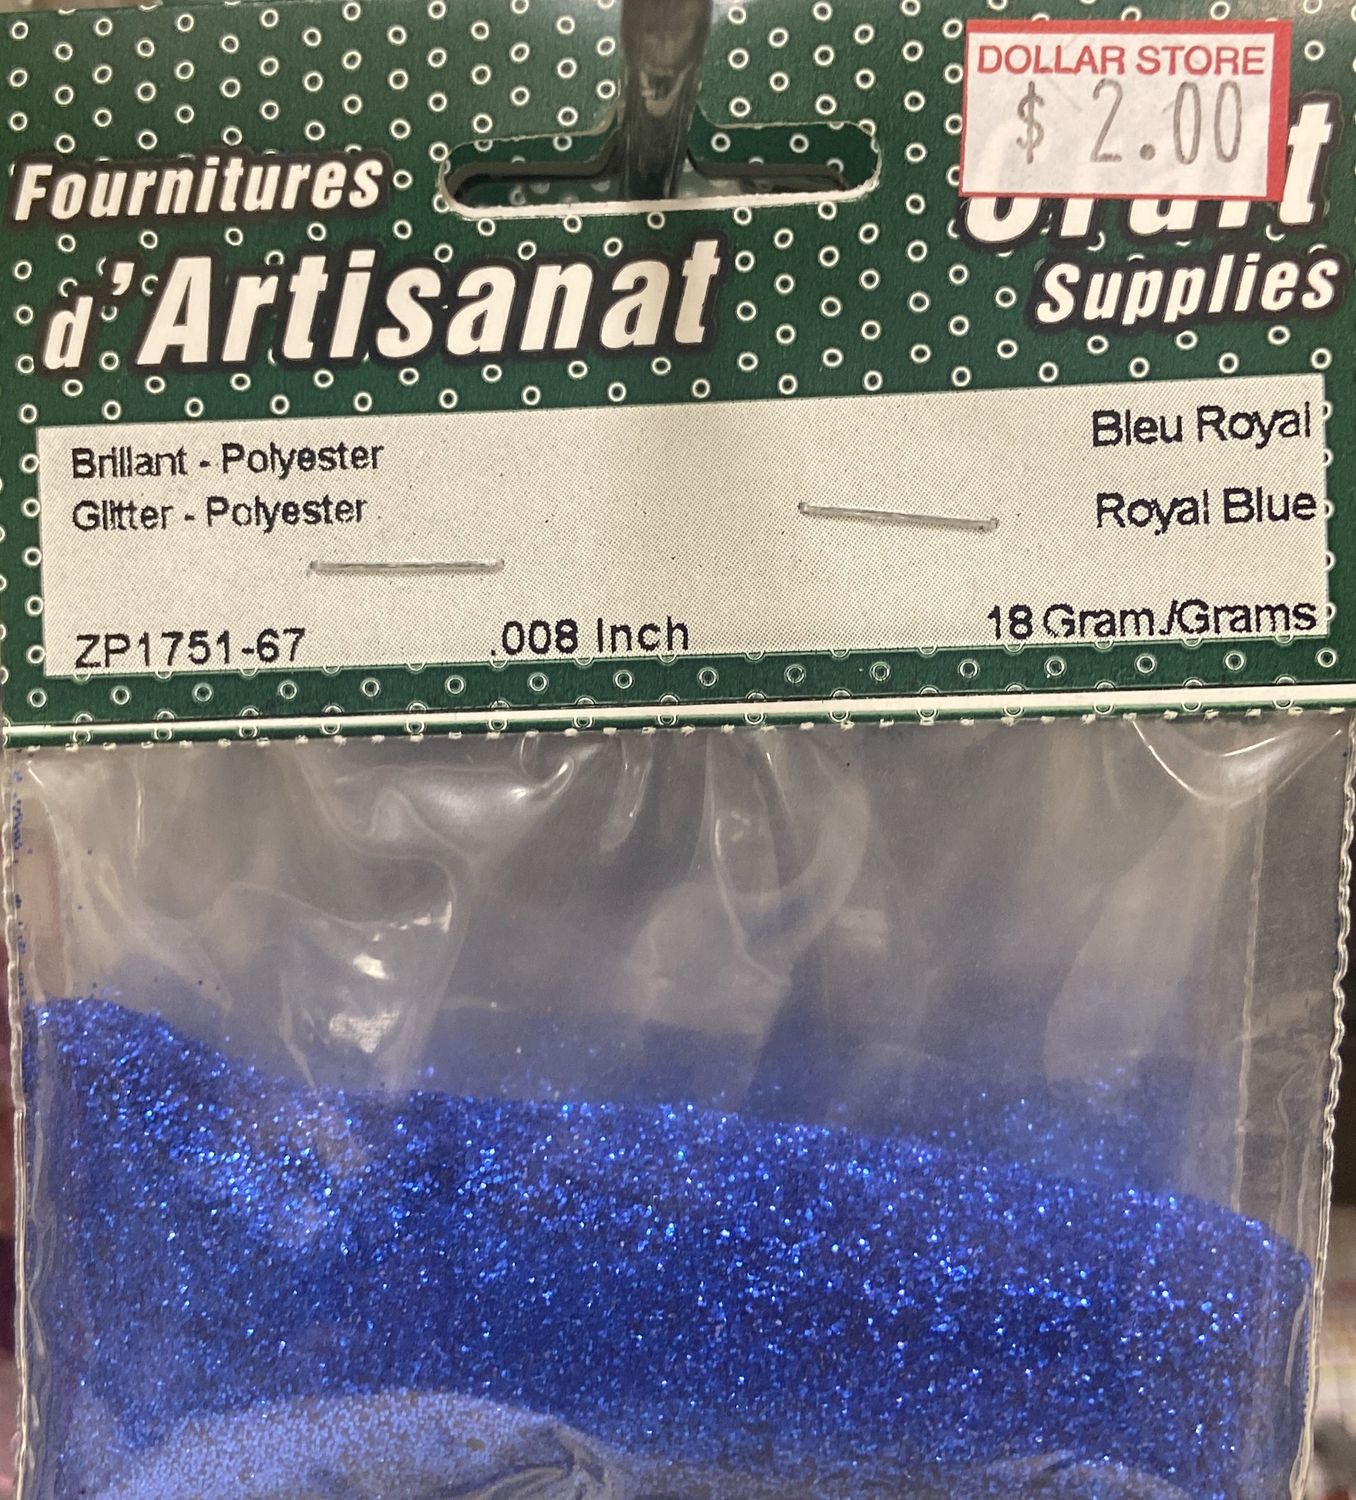 DOLLAR STORE
$ 2.00
Fournitures
d'Artisanat
Craft
Supplies
Brillant - Polyester
Glitter - Polyester
Bleu Royal
Royal Blue
ZP1751-67
.008 Inch
18 Gram./Grams